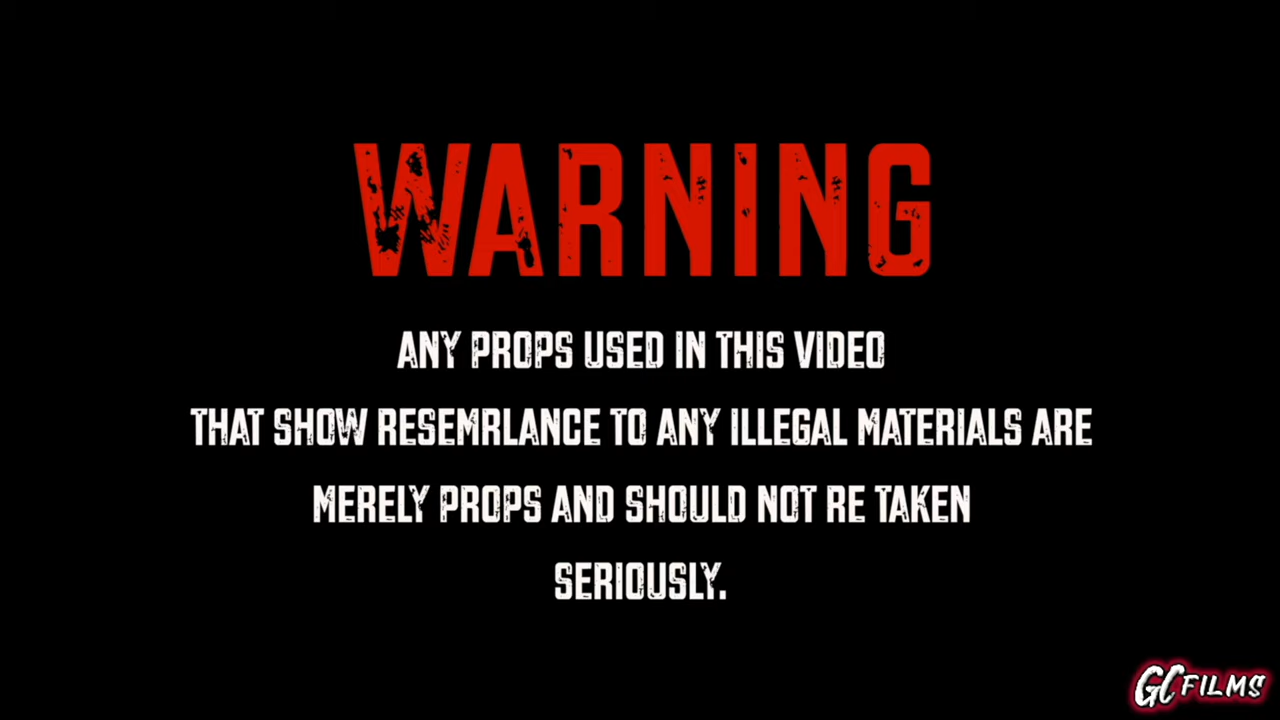 WARNING
ANY PROPS USED IN THIS VIDEO
THAT SHOW RESEMRLANCE TO ANY ILLEGAL MATERIALS ARE
MERELY PROPS AND SHOULD NOT RE TAKEN
SERIOUSLY.
GC FILMS